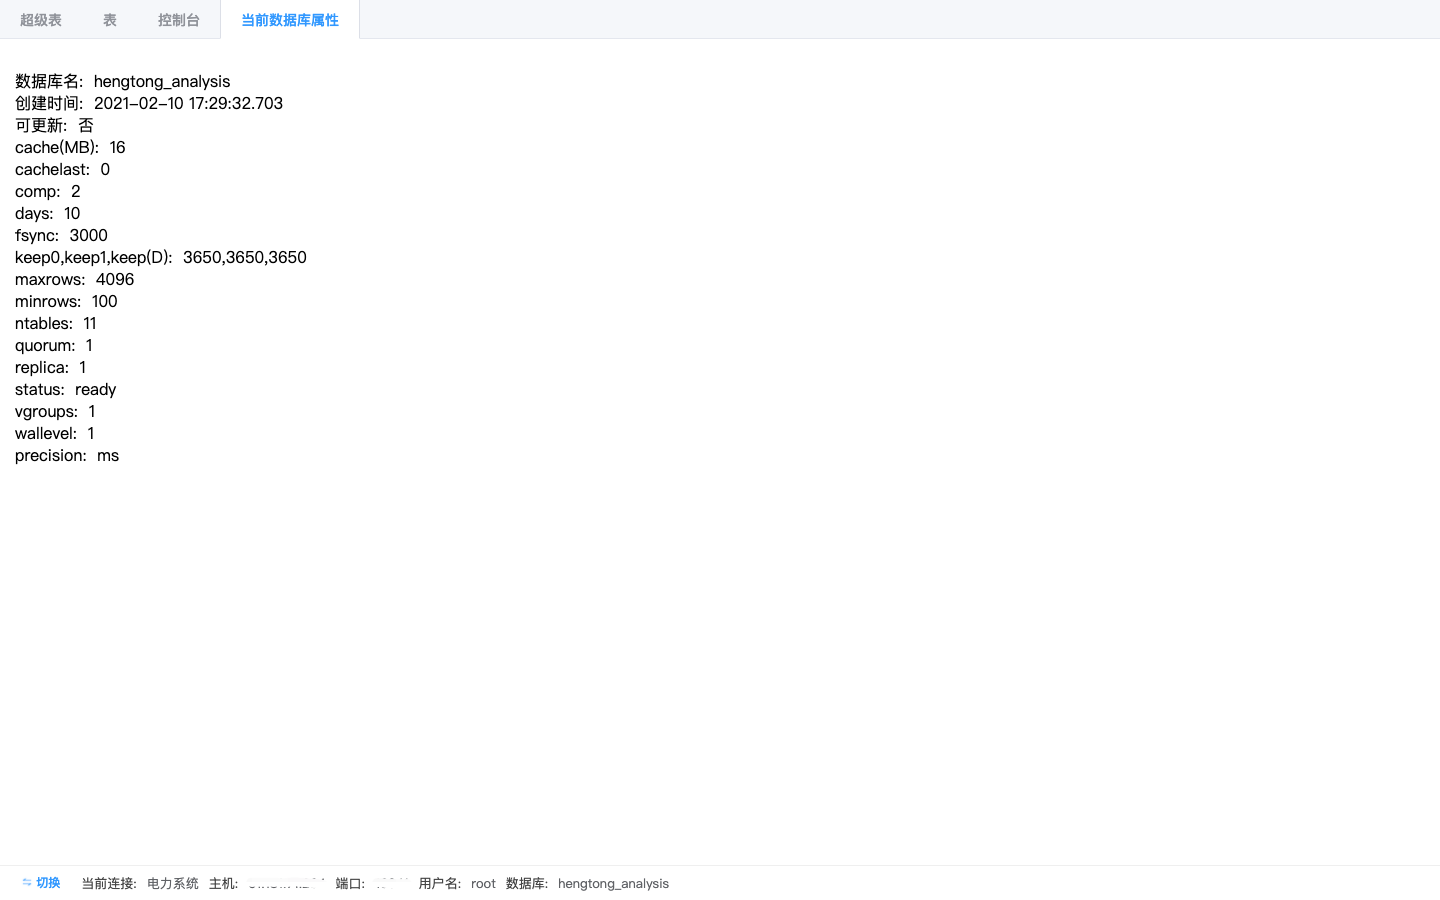 超级表 表 控制台 当前数据库属性
数据库名: hengtong_analysis
创建时间: 2021-02-10 17:29:32.703
可更新: 否
cache(MB): 16
cachelast: 0
comp: 2
days: 10
fsync: 3000
keep0,keep1,keep(D): 3650,3650,3650
maxrows: 4096
minrows: 100
ntables: 11
quorum: 1
replica: 1
status: ready
vgroups: 1
wallevel: 1
precision: ms
切换 当前连接: 电力系统 主机: 端口: 用户名: root 数据库: hengtong_analysis